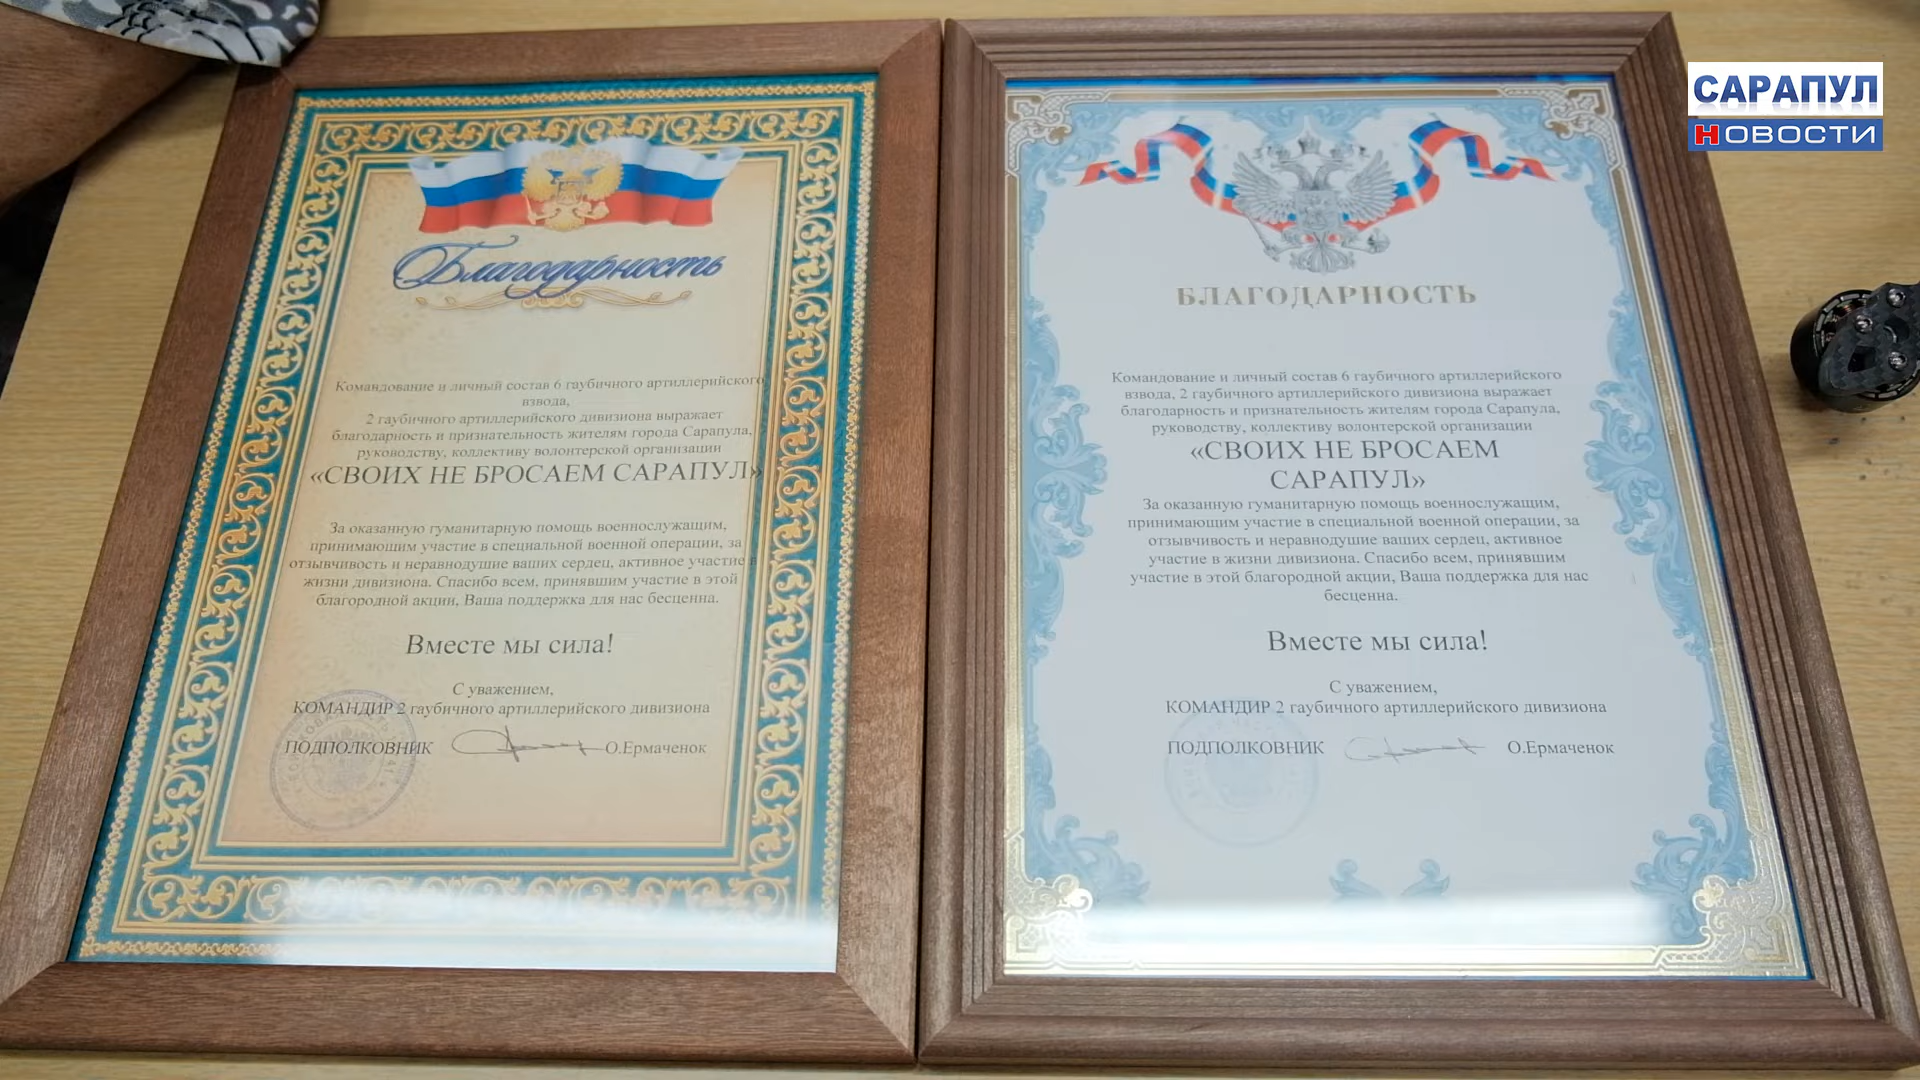 Благодарность
Командование и личный состав 6 гаубичного артиллерийского
взвода,
2 гаубичного артиллерийского дивизиона выражает
благодарность и признательность жителям города Сарапула,
руководству, коллективу волонтерской организации
«СВОИХ НЕ БРОСАЕМ САРАПУЛ»
За оказанную гуманитарную помощь военнослужащим,
принимающим участие в специальной военной операции, за
отзывчивость и неравнодушие ваших сердец, активное участие в
жизни дивизиона. Спасибо всем, принявшим участие в этой
благородной акции, Ваша поддержка для нас бесценна.
Вместе мы сила!
С уважением,
КОМАНДИР 2 гаубичного артиллерийского дивизиона
ПОДПОЛКОВНИК О.Ермаченок
БЛАГОДАРНОСТЬ
Командование и личный состав 6 гаубичного артиллерийского
взвода, 2 гаубичного артиллерийского дивизиона выражает
благодарность и признательность жителям города Сарапула,
руководству, коллективу волонтерской организации
«СВОИХ НЕ БРОСАЕМ
САРАПУЛ»
За оказанную гуманитарную помощь военнослужащим,
принимающим участие в специальной военной операции, за
отзывчивость и неравнодушие ваших сердец, активное
участие в жизни дивизиона. Спасибо всем, принявшим
участие в этой благородной акции, Ваша поддержка для нас
бесценна.
Вместе мы сила!
С уважением,
КОМАНДИР 2 гаубичного артиллерийского дивизиона
ПОДПОЛКОВНИК О.Ермаченок
САРАПУЛ
НОВОСТИ